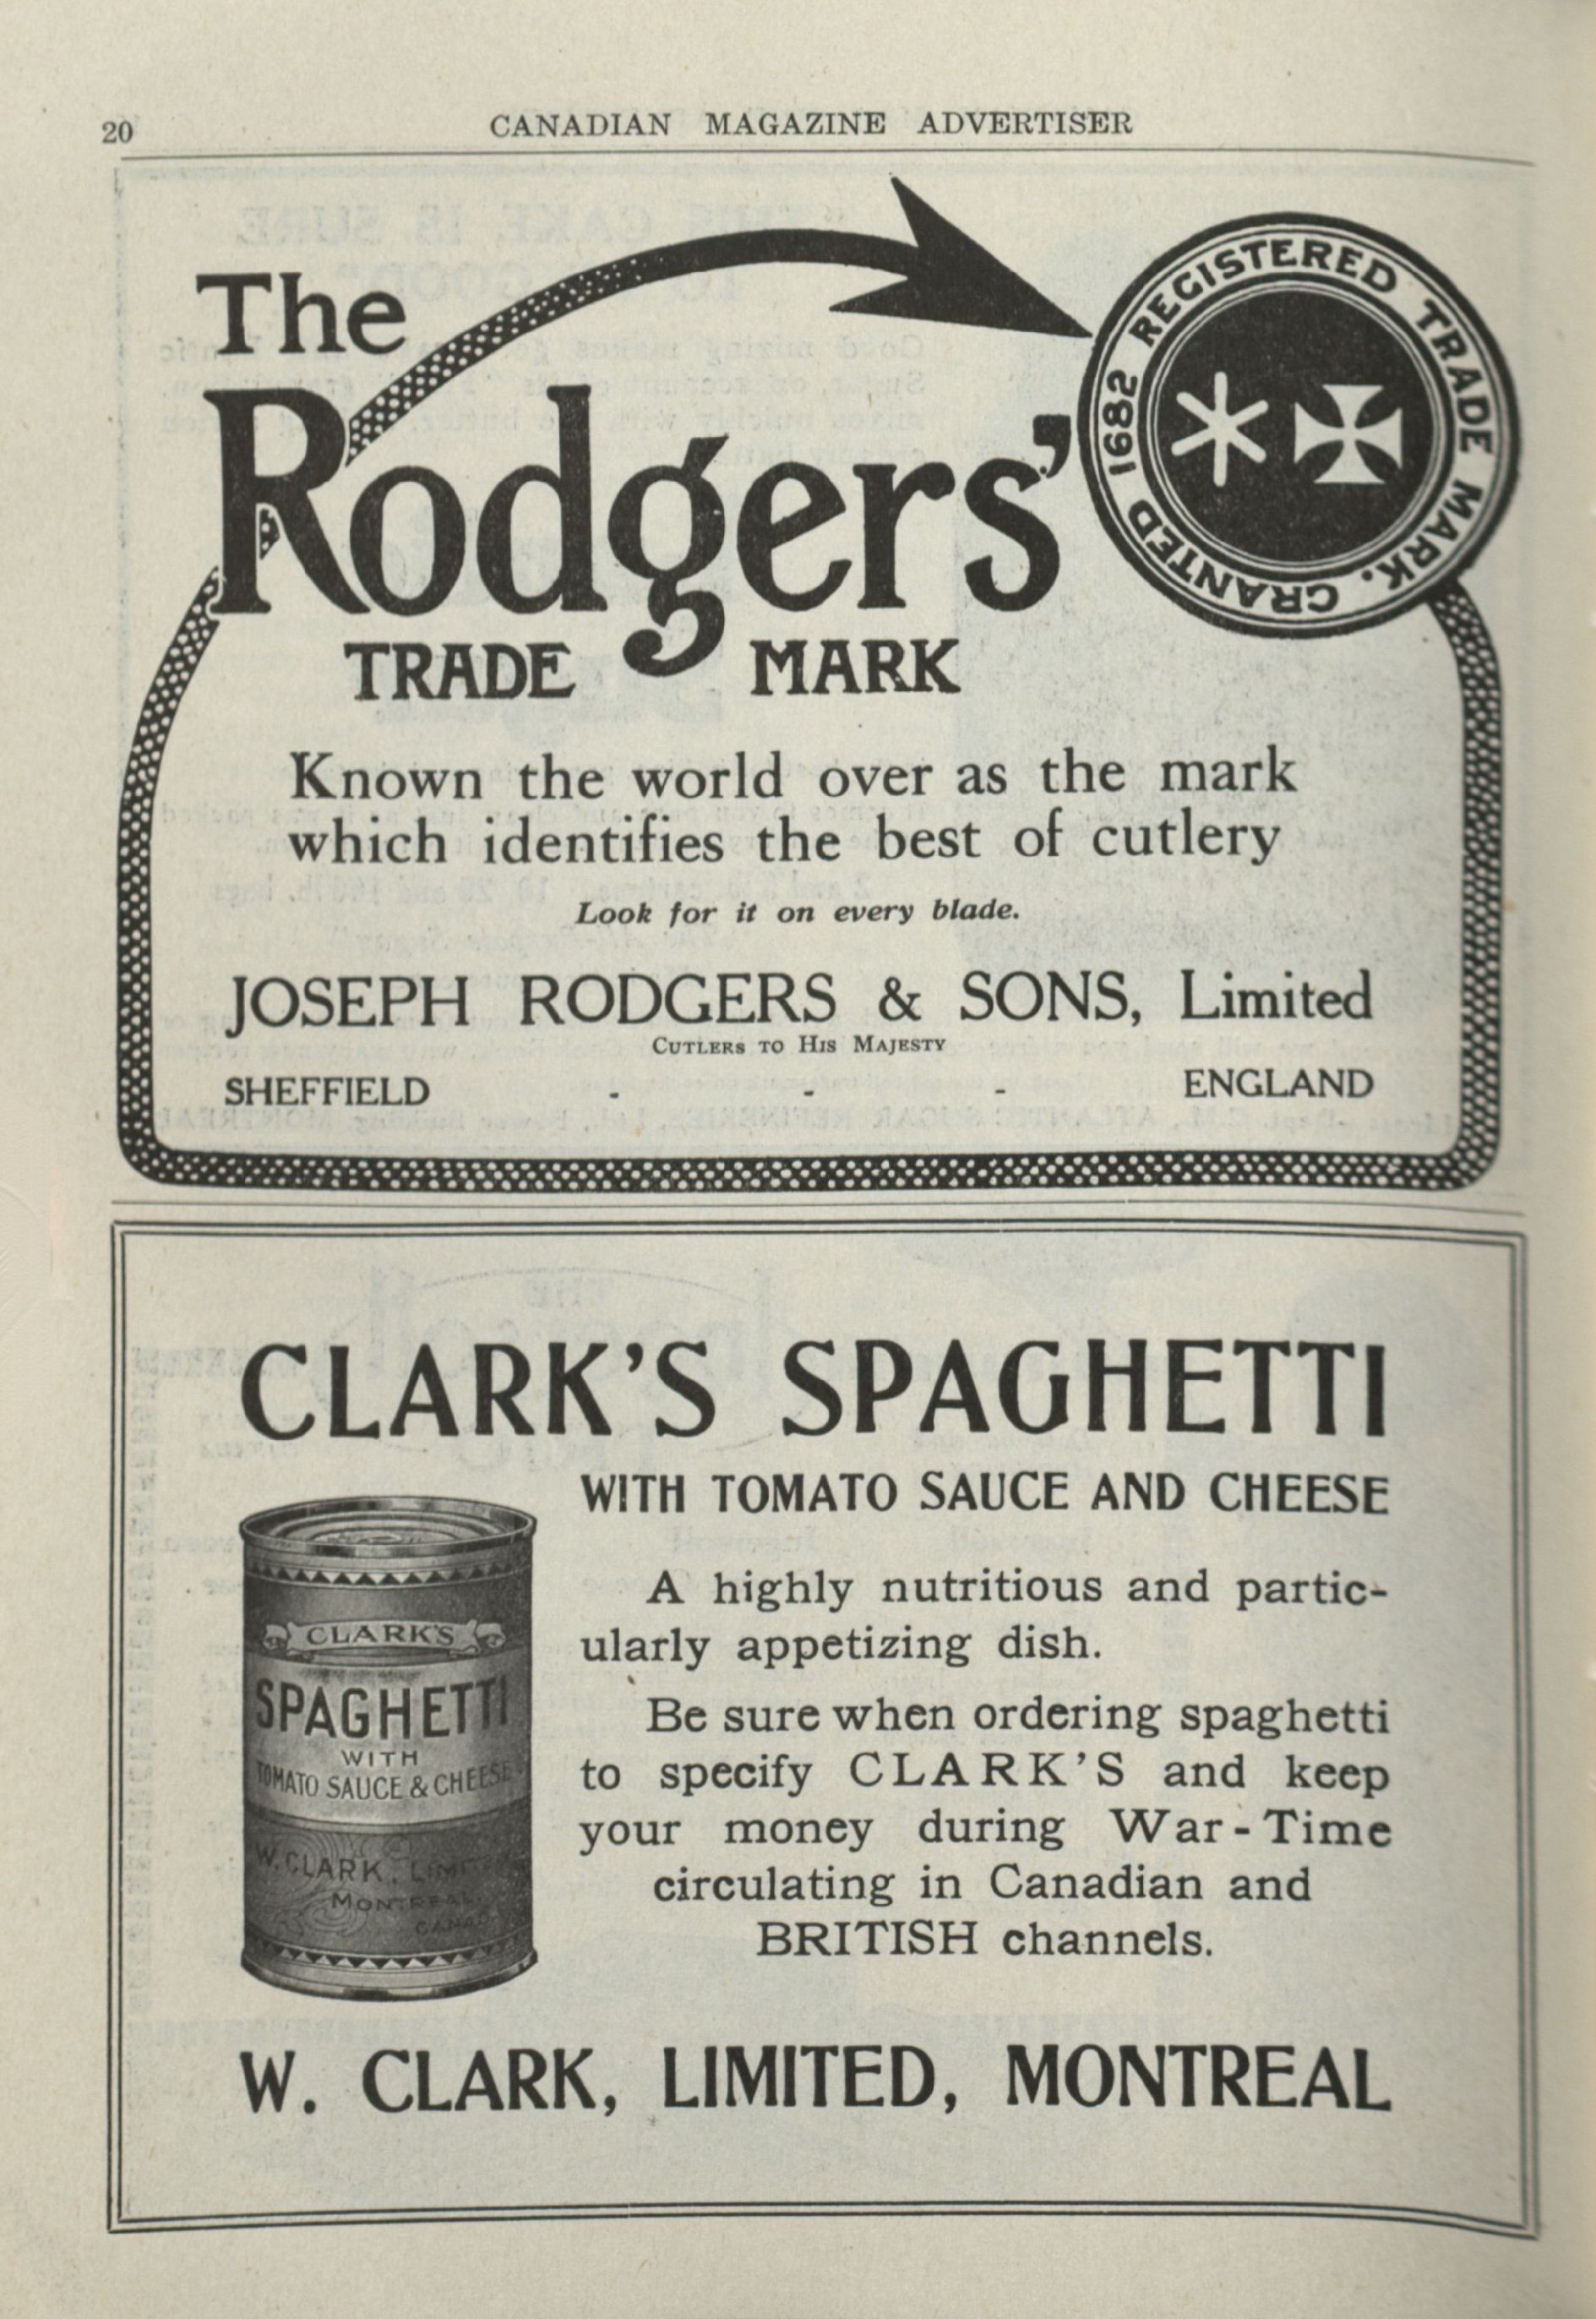 20
CANADIAN MAGAZINE ADVERTISER
The
Rodgers'
TRADE MARK
REGISTERED TRADE MARK. GRANTED 1682
Known the world over as the mark
which identifies the best of cutlery
Look for it on every blade.
JOSEPH RODGERS & SONS, Limited
CUTLERS TO HIS MAJESTY
SHEFFIELD - - - ENGLAND
CLARK'S SPAGHETTI
WITH TOMATO SAUCE AND CHEESE
CLARK'S
SPAGHETTI
WITH
TOMATO SAUCE & CHEESE
W. CLARK, LIMITED
MONTREAL
CANADA
A highly nutritious and partic-
ularly appetizing dish.
Be sure when ordering spaghetti
to specify CLARK'S and keep
your money during War-Time
circulating in Canadian and
BRITISH channels.
W. CLARK, LIMITED, MONTREAL